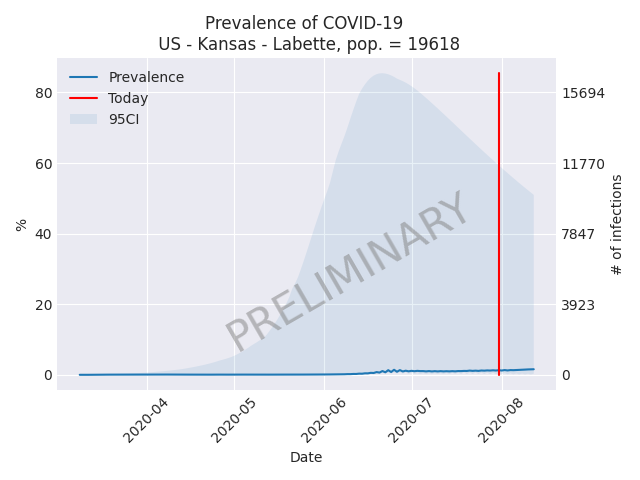 Prevalence of COVID-19
US - Kansas - Labette, pop. = 19618
Prevalence
Today
95CI
80
60
40
20
0
%
15694
11770
7847
3923
0
# of infections
PRELIMINARY
2020-04
2020-05
2020-06
2020-07
2020-08
Date